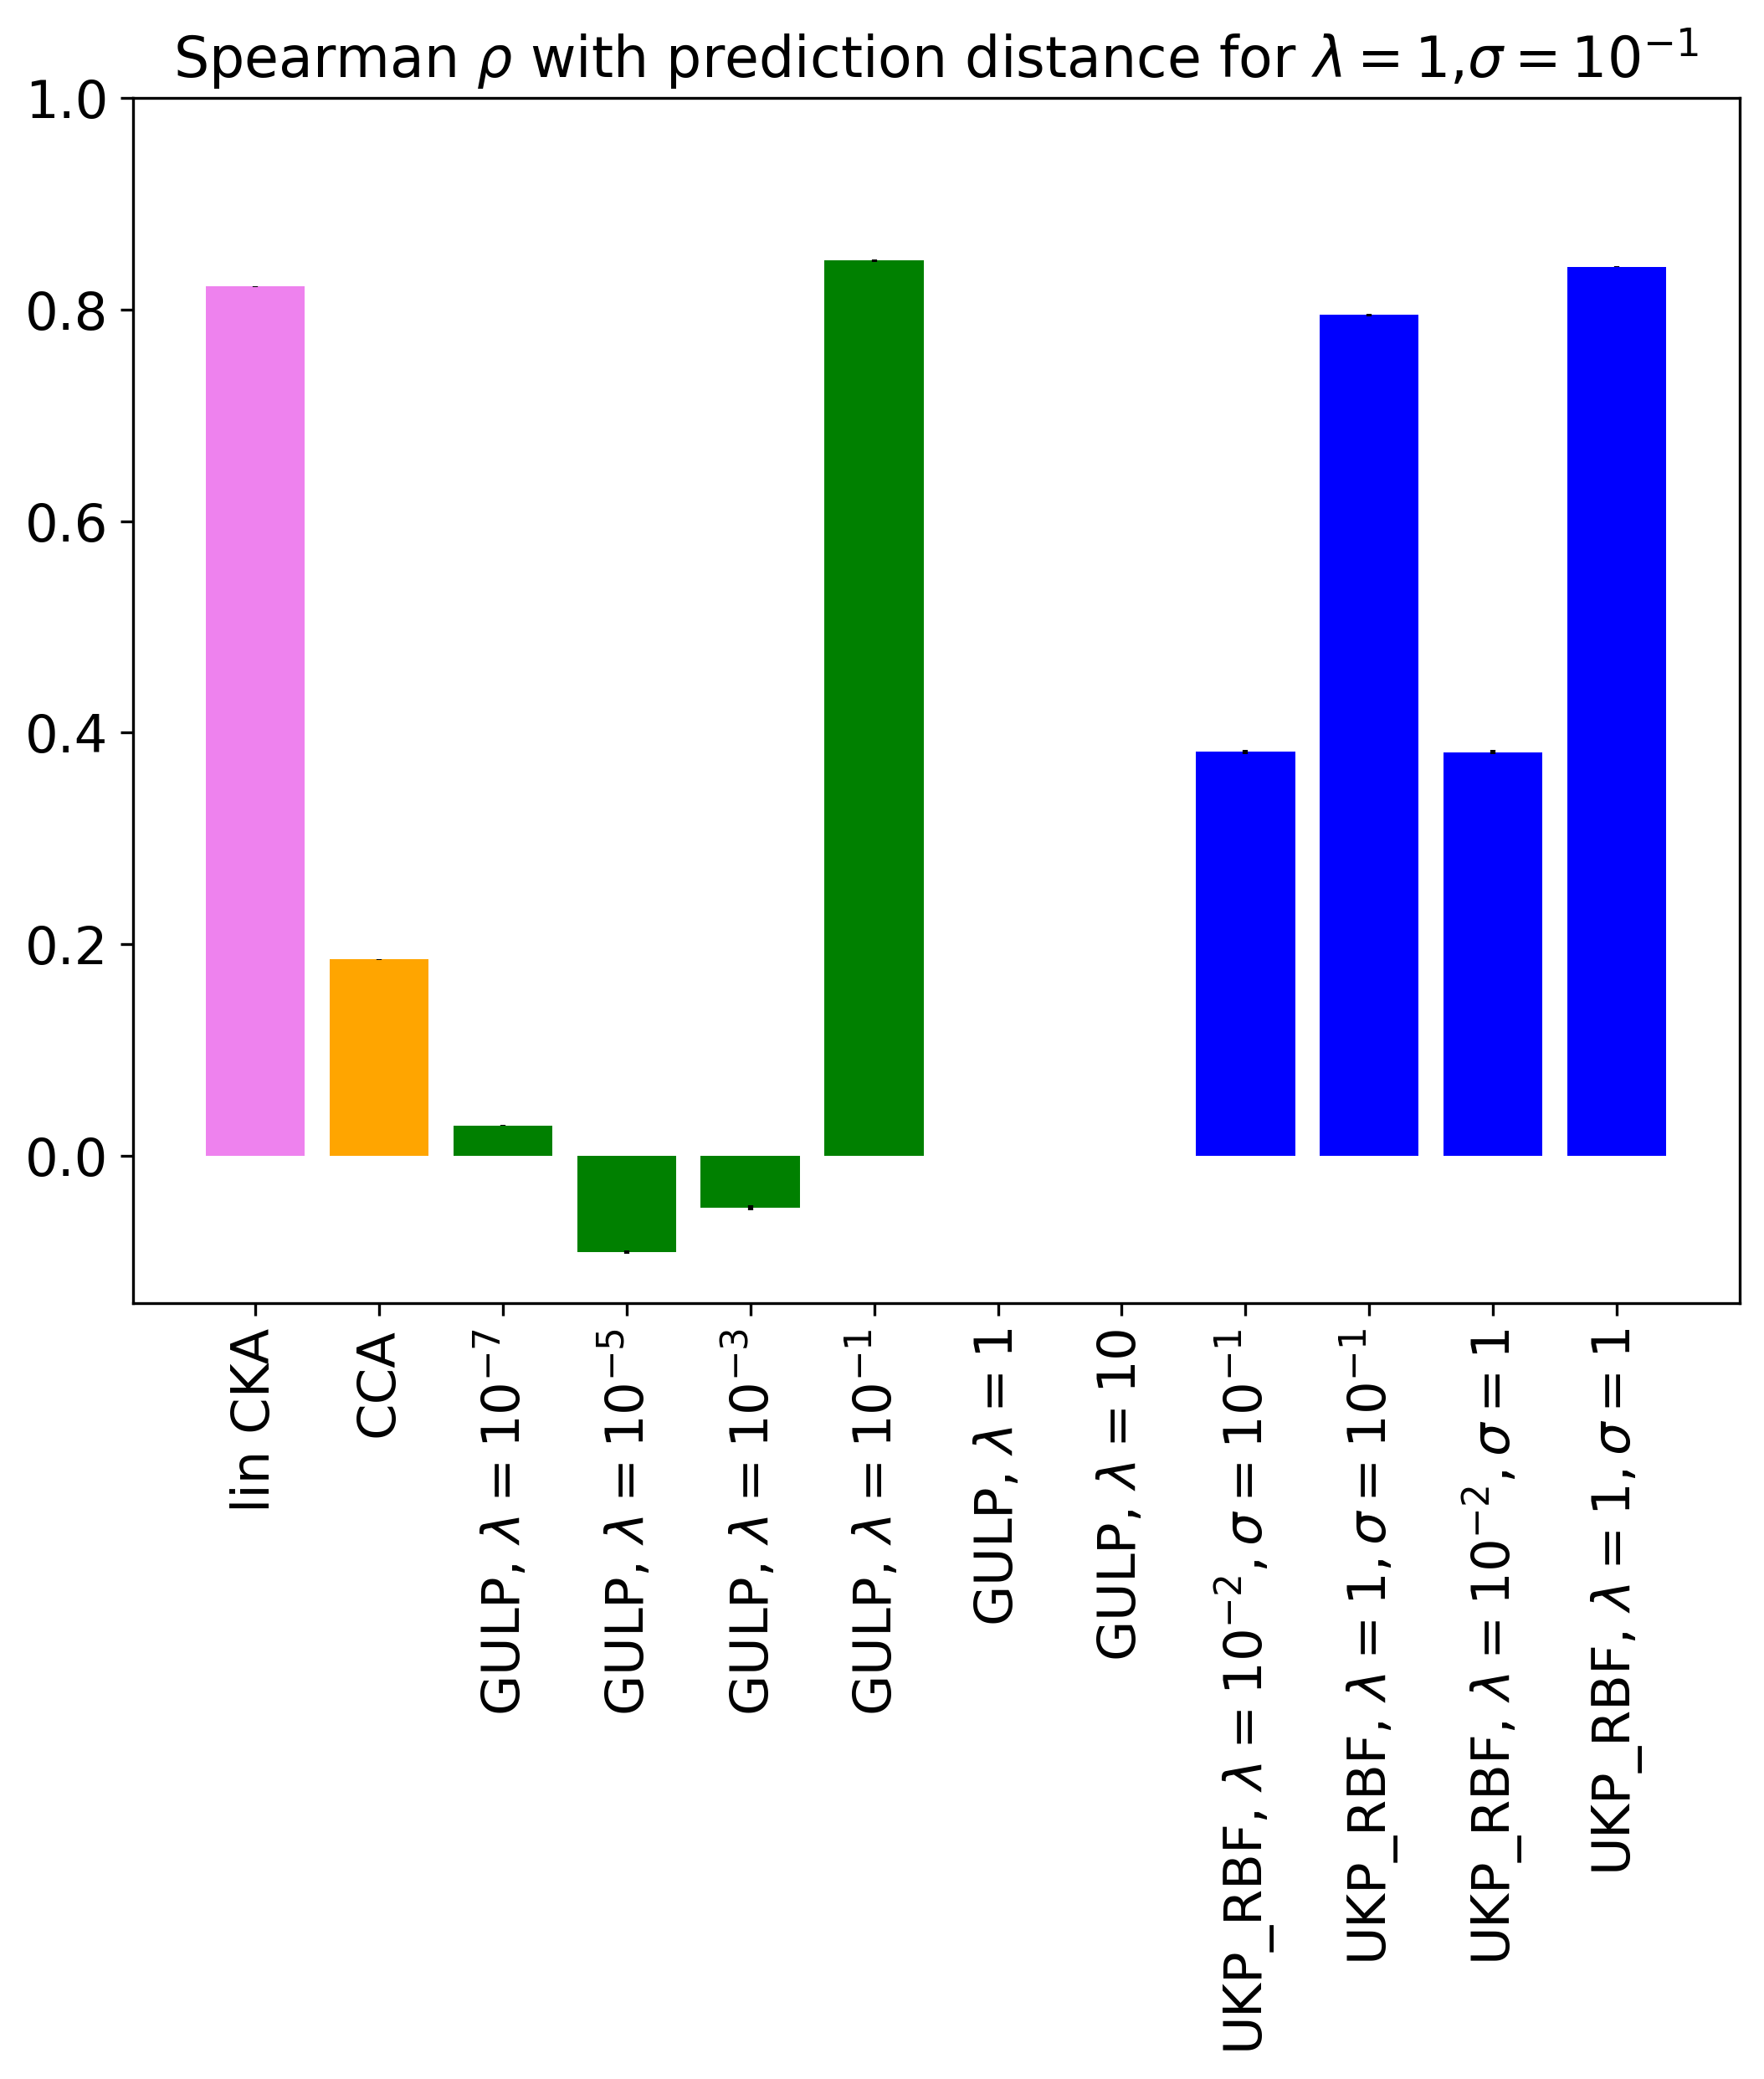 Spearman ρ with prediction distance for λ = 1,σ = 10⁻¹
1.0
0.8
0.6
0.4
0.2
0.0
lin CKA
CCA
GULP, λ = 10⁻⁷
GULP, λ = 10⁻⁵
GULP, λ = 10⁻³
GULP, λ = 10⁻¹
GULP, λ = 1
GULP, λ = 10
UKP_RBF, λ = 10⁻², σ = 10⁻¹
UKP_RBF, λ = 1, σ = 10⁻¹
UKP_RBF, λ = 10⁻², σ = 1
UKP_RBF, λ = 1, σ = 1